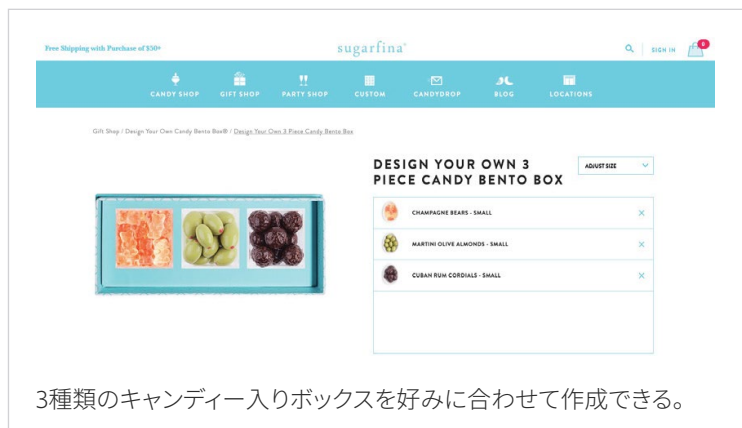 Free Shipping with Purchase of $50+
sugarfina
SIGN IN
0
CANDY SHOP GIFT SHOP PARTY SHOP CUSTOM CANDYDROP BLOG LOCATIONS
Gift Shop / Design Your Own Candy Bento Box® / Design Your Own 3 Piece Candy Bento Box
DESIGN YOUR OWN 3
PIECE CANDY BENTO BOX
ADJUST SIZE
CHAMPAGNE BEARS - SMALL
MARTINI OLIVE ALMONDS - SMALL
CUBAN RUM CORDIALS - SMALL
3種類のキャンディー入りボックスを好みに合わせて作成できる。